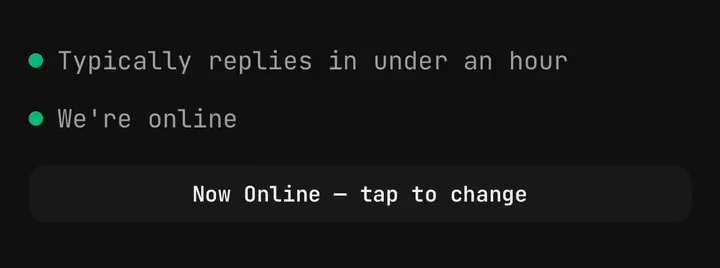 Typically replies in under an hour
We're online
Now Online — tap to change